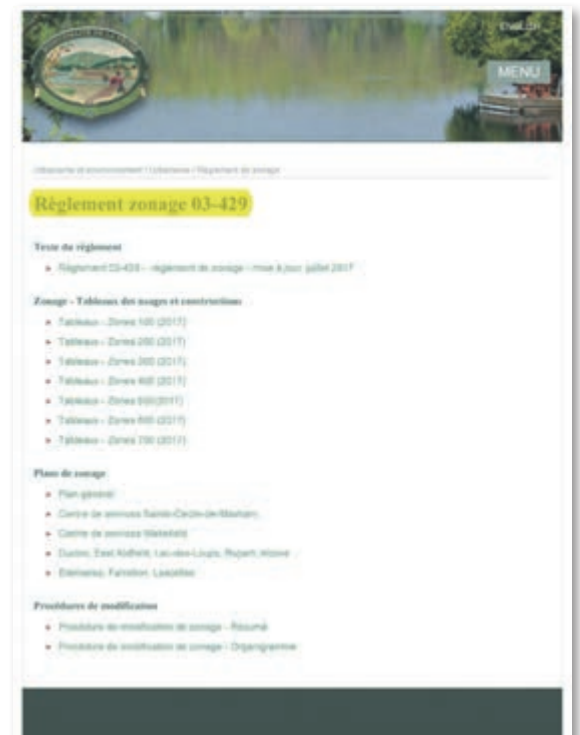 ENGLISH
MENU
Urbanisme et environnement / Urbanisme / Règlement de zonage
Règlement zonage 03-429
Texte du règlement
Règlement 03-429 - règlement de zonage - mise à jour juillet 2017
Zonage - Tableaux des usages et constructions
Tableaux - Zones 100 (2017)
Tableaux - Zones 200 (2017)
Tableaux - Zones 300 (2017)
Tableaux - Zones 400 (2017)
Tableaux - Zones 500(2017)
Tableaux - Zones 600 (2017)
Tableaux - Zones 700 (2017)
Plans de zonage
Plan général
Centre de services Sainte-Cécile-de-Masham
Centre de services Wakefield
Duclos, East Aldfield, Lac-des-Loups, Rupert, Alcove
Edelweiss, Farrellton, Lascelles
Procédures de modification
Procédure de modification de zonage - Résumé
Procédure de modification de zonage - Organigramme